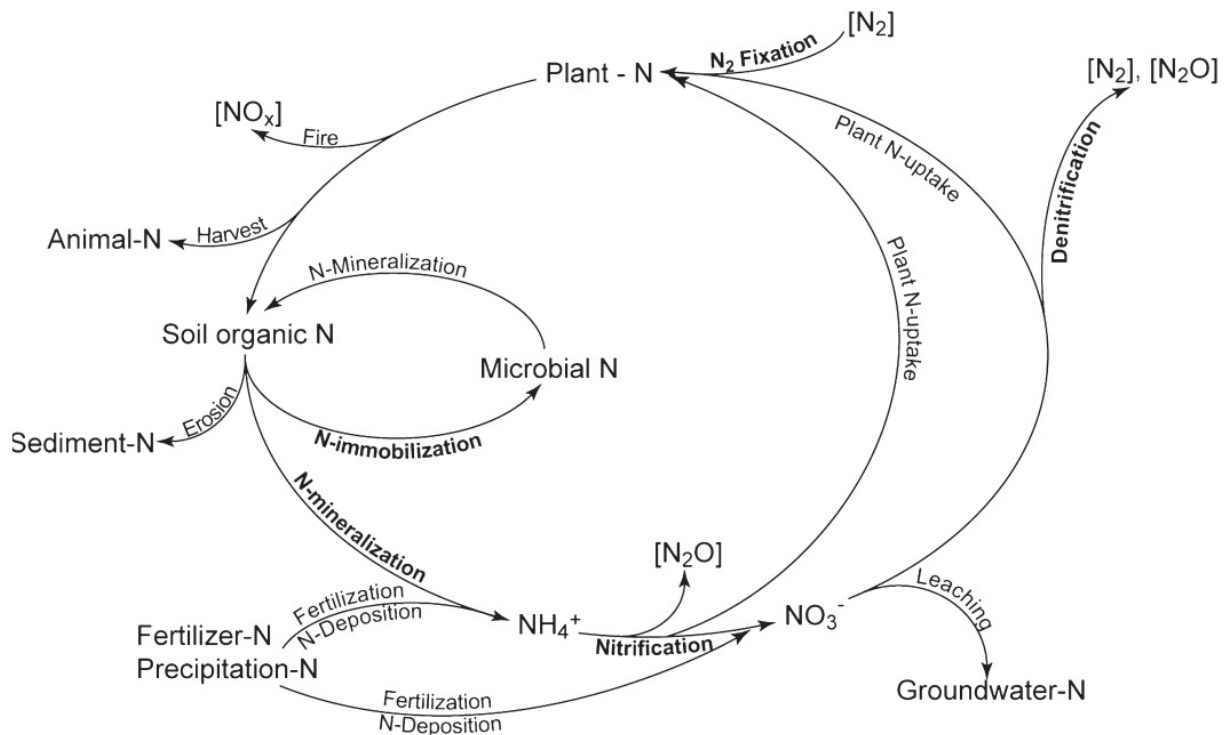 [N₂]
N₂ Fixation
Plant - N
[N₂], [N₂O]
[NOₓ]
Fire
Plant N-uptake
Denitrification
Harvest
Animal-N
N-Mineralization
Plant N-uptake
Soil organic N
Microbial N
Erosion
Sediment-N
N-immobilization
N-mineralization
[N₂O]
Fertilization
N-Deposition
NH₄⁺
Nitrification
NO₃⁻
Leaching
Fertilizer-N
Precipitation-N
Fertilization
N-Deposition
Groundwater-N